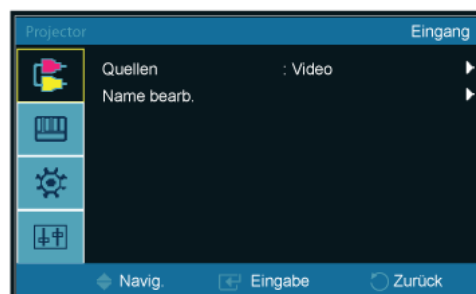 Projector Eingang
Quellen : Video
Name bearb.
Navig. Eingabe Zurück